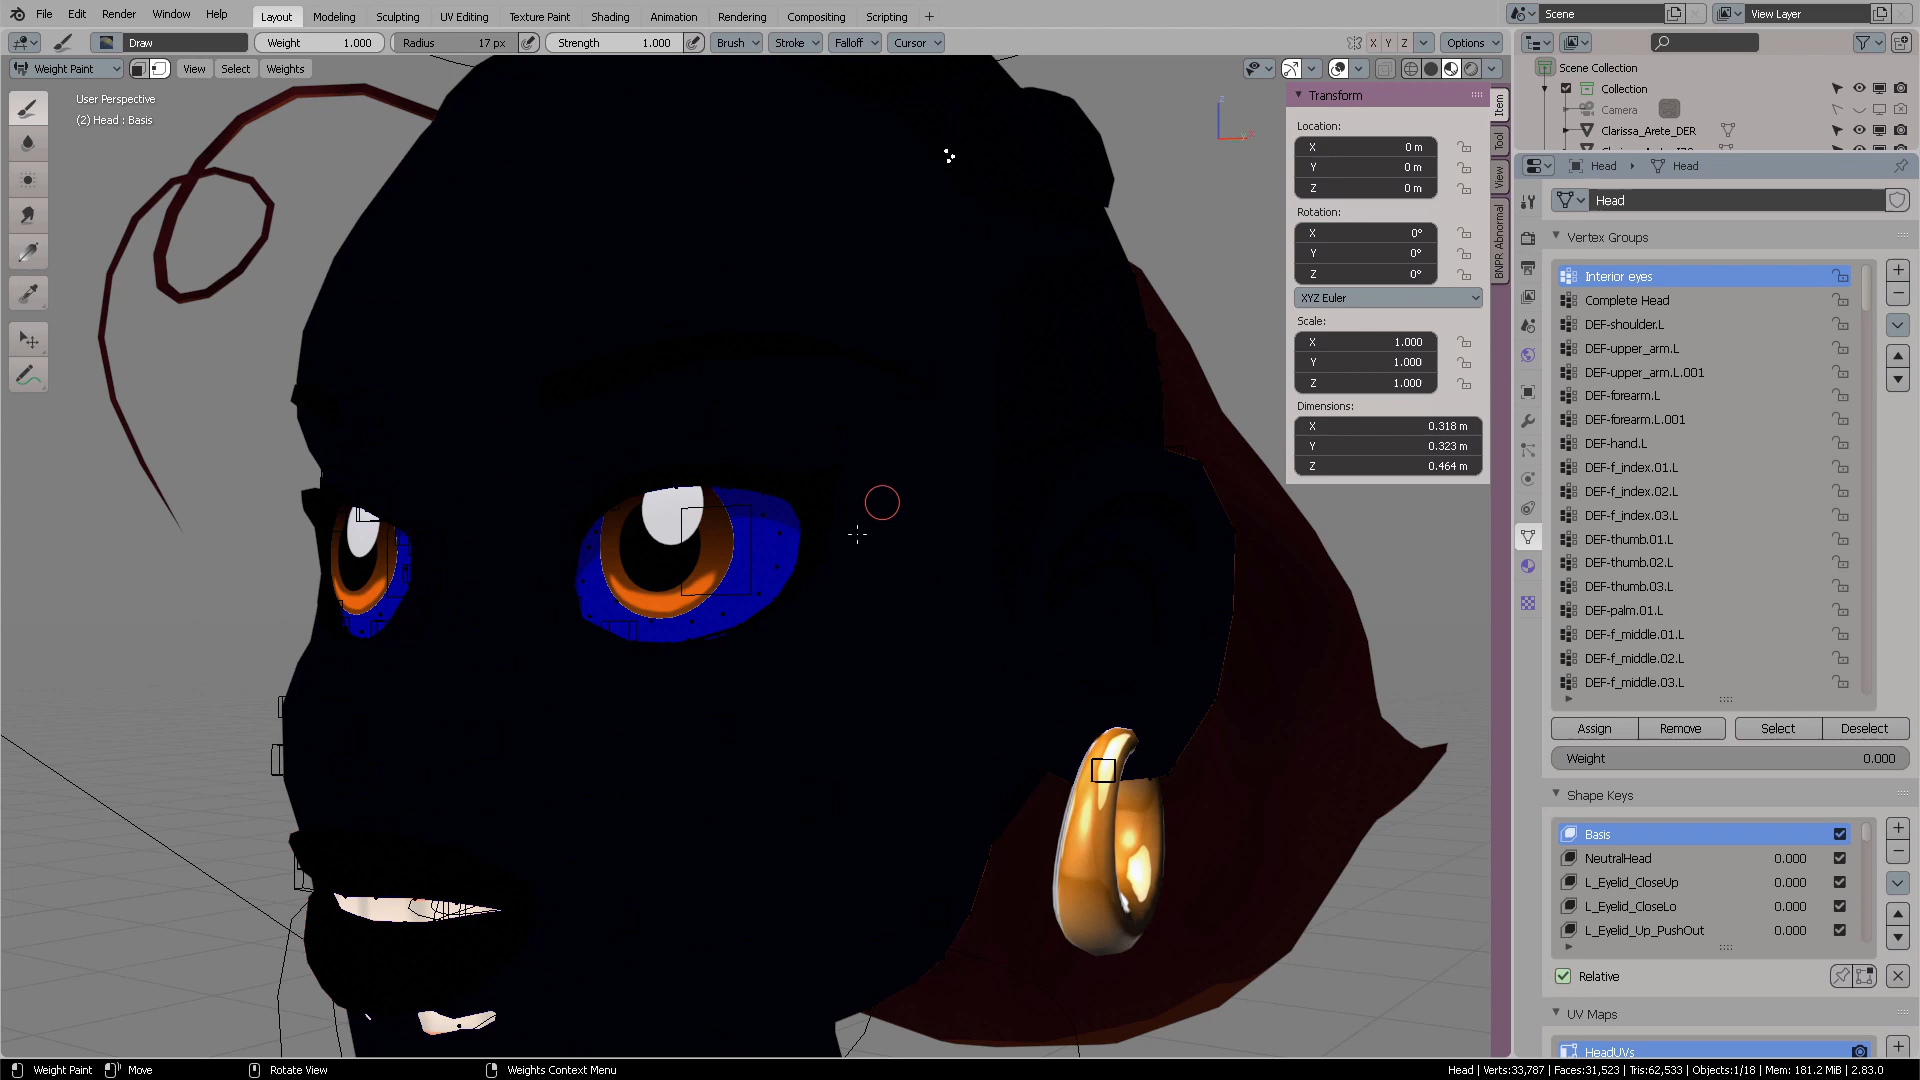 File Edit Render Window Help Layout Modeling Sculpting UV Editing Texture Paint Shading Animation Rendering Compositing Scripting + Scene View Layer
Draw Weight 1.000 Radius 17 px Strength 1.000 Brush Stroke Falloff Cursor X Y Z Options
Weight Paint View Select Weights
User Perspective
(2) Head : Basis
Transform
Location:
X 0 m
Y 0 m
Z 0 m
Rotation:
X 0°
Y 0°
Z 0°
XYZ Euler
Scale:
X 1.000
Y 1.000
Z 1.000
Dimensions:
X 0.318 m
Y 0.323 m
Z 0.464 m
Item
Tool
View
BNPR Abnormal
Scene Collection
Collection
Camera
Clarissa_Arete_DER
Head Head
Head
Vertex Groups
Interior eyes
Complete Head
DEF-shoulder.L
DEF-upper_arm.L
DEF-upper_arm.L.001
DEF-forearm.L
DEF-forearm.L.001
DEF-hand.L
DEF-f_index.01.L
DEF-f_index.02.L
DEF-f_index.03.L
DEF-thumb.01.L
DEF-thumb.02.L
DEF-thumb.03.L
DEF-palm.01.L
DEF-f_middle.01.L
DEF-f_middle.02.L
DEF-f_middle.03.L
Assign Remove Select Deselect
Weight 0.000
Shape Keys
Basis
NeutralHead 0.000
L_Eyelid_CloseUp 0.000
L_Eyelid_CloseLo 0.000
L_Eyelid_Up_PushOut 0.000
Relative
UV Maps
HeadUVs
Weight Paint Move Rotate View Weights Context Menu Head | Verts:33,787 | Faces:31,523 | Tris:62,533 | Objects:1/18 | Mem: 181.2 MiB | 2.83.0